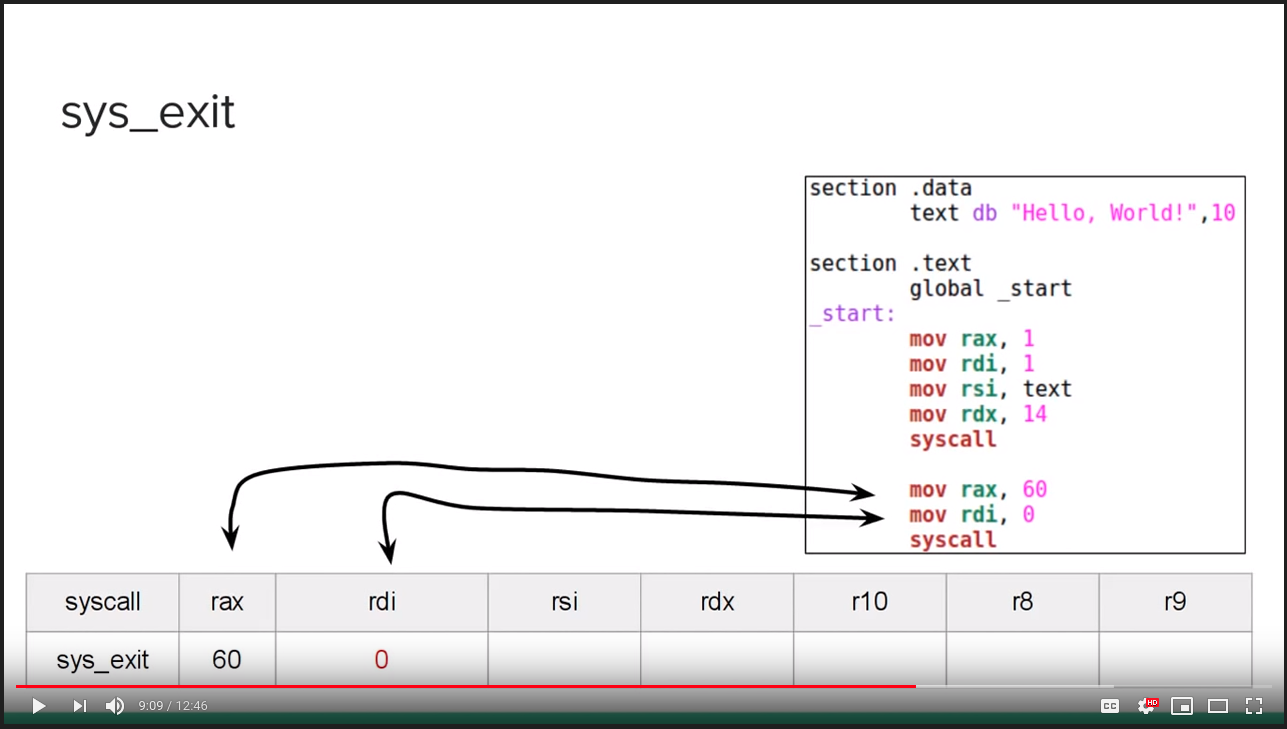 sys_exit
section .data
text db "Hello, World!",10
section .text
global _start
_start:
mov rax, 1
mov rdi, 1
mov rsi, text
mov rdx, 14
syscall
mov rax, 60
mov rdi, 0
syscall
syscall rax rdi rsi rdx r10 r8 r9
sys_exit 60 0
9:09 / 12:46 CC HD